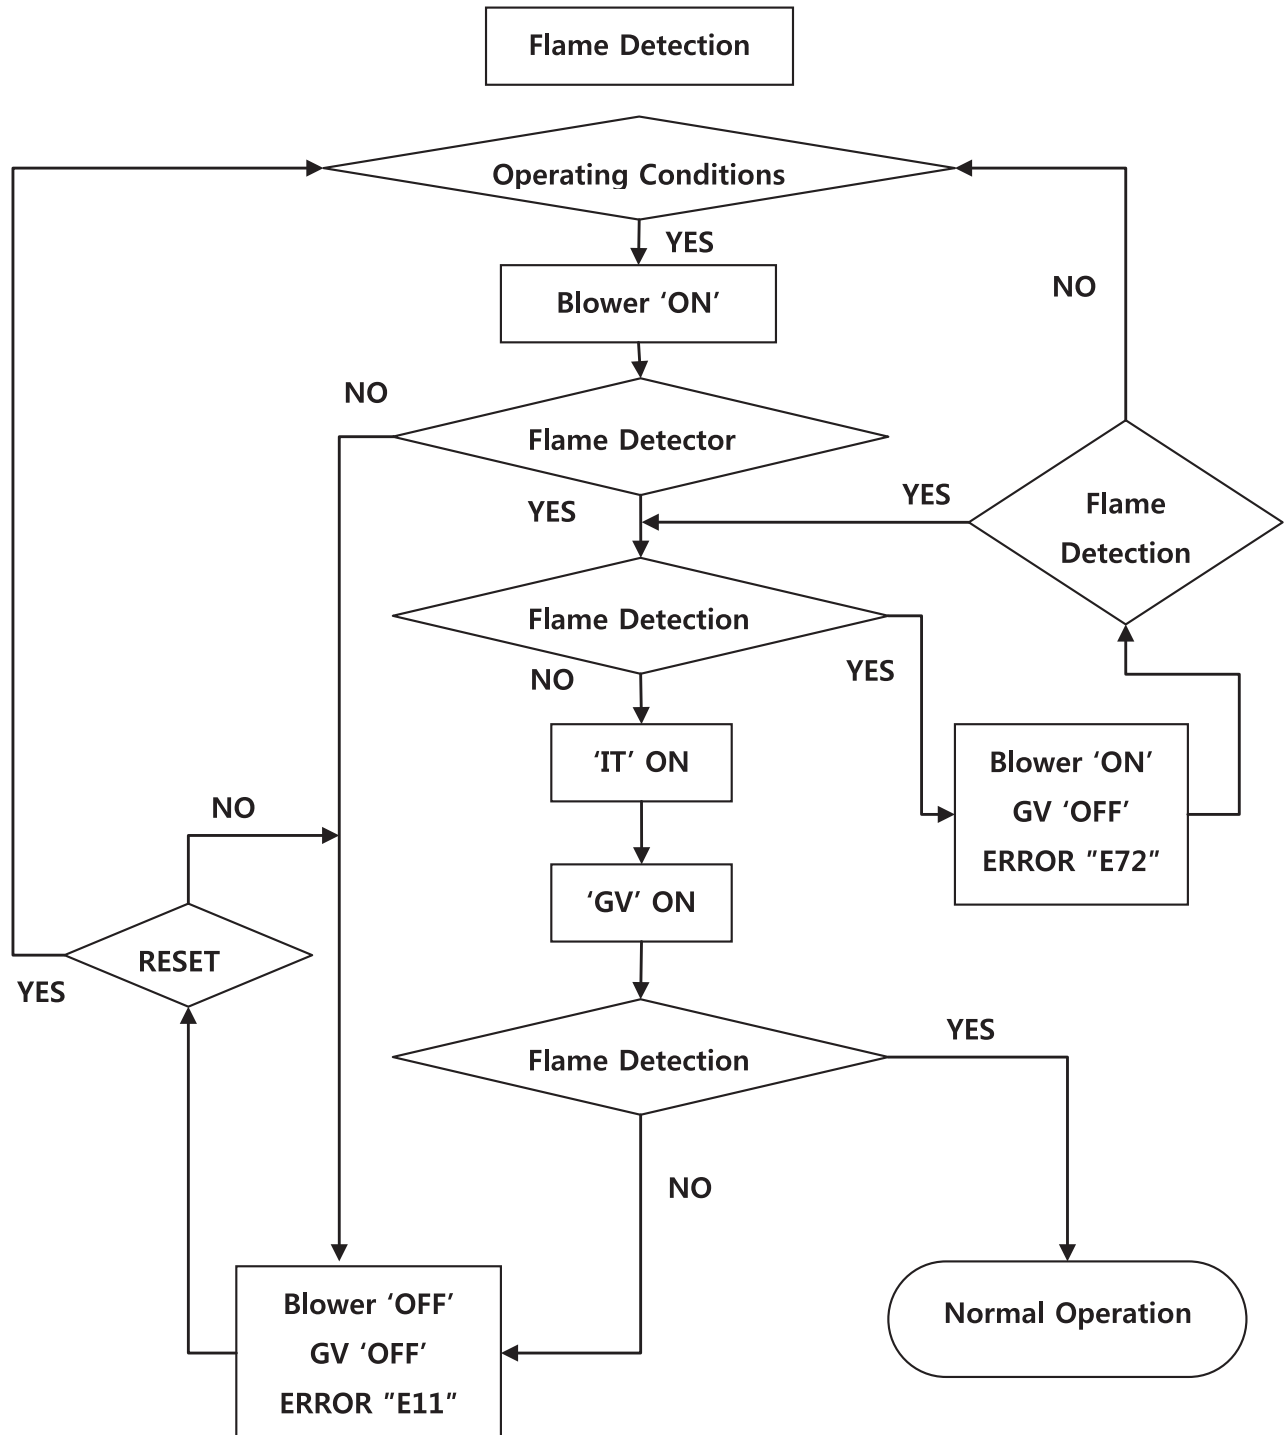 Flame Detection
Operating Conditions
YES
NO
Blower ‘ON’
NO
Flame Detector
YES
YES
Flame
Detection
Flame Detection
NO
YES
‘IT’ ON
Blower ‘ON’
GV ‘OFF’
ERROR ”E72”
NO
‘GV’ ON
RESET
YES
Flame Detection
YES
NO
Blower ‘OFF’
GV ‘OFF’
ERROR ”E11”
Normal Operation